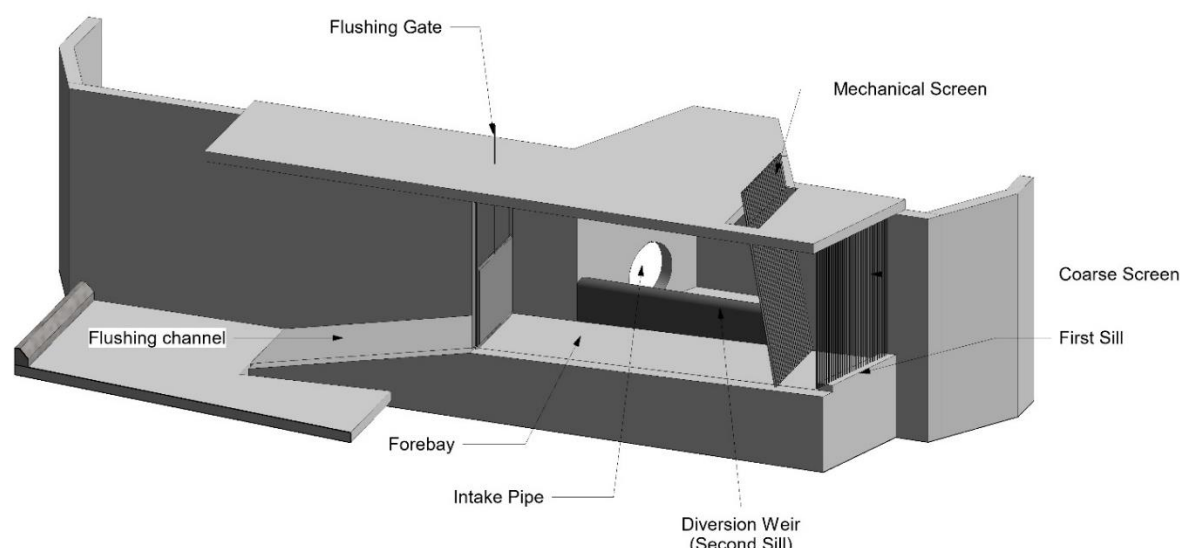 Flushing Gate
Mechanical Screen
Coarse Screen
First Sill
Flushing channel
Forebay
Intake Pipe
Diversion Weir
(Second Sill)